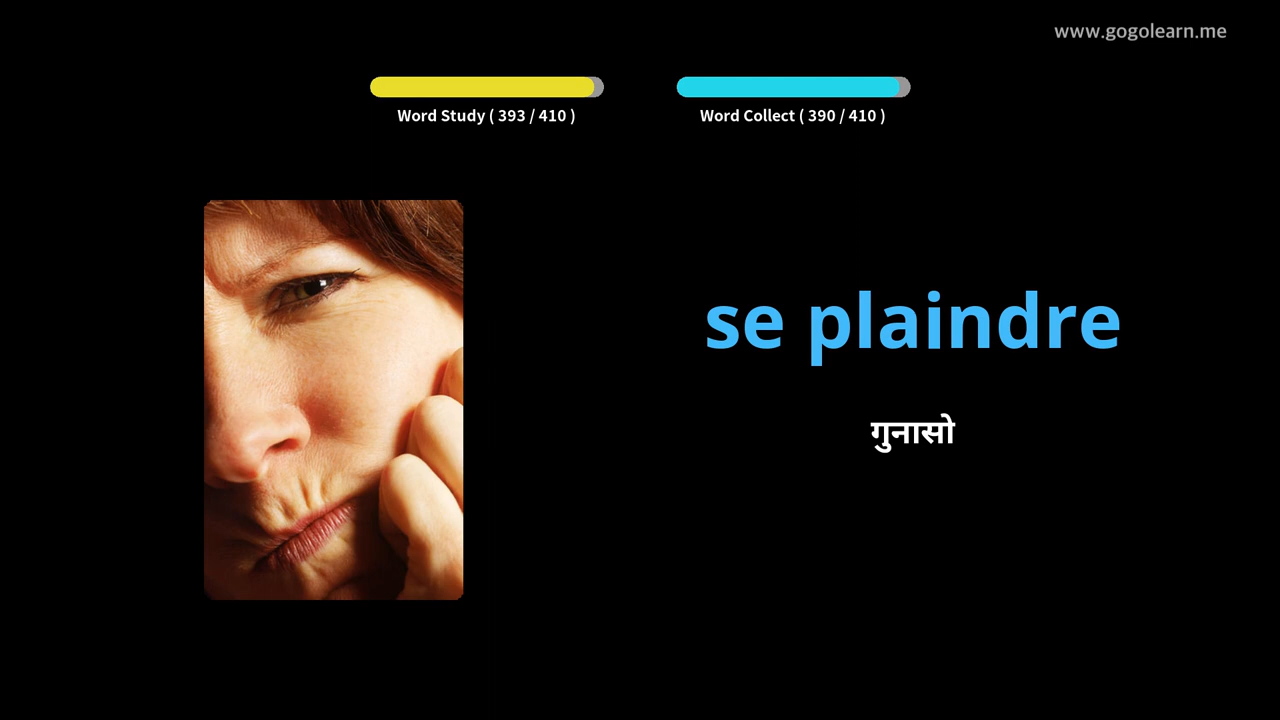 www.gogolearn.me
Word Study ( 393 / 410 )
Word Collect ( 390 / 410 )
se plaindre
गुनासो